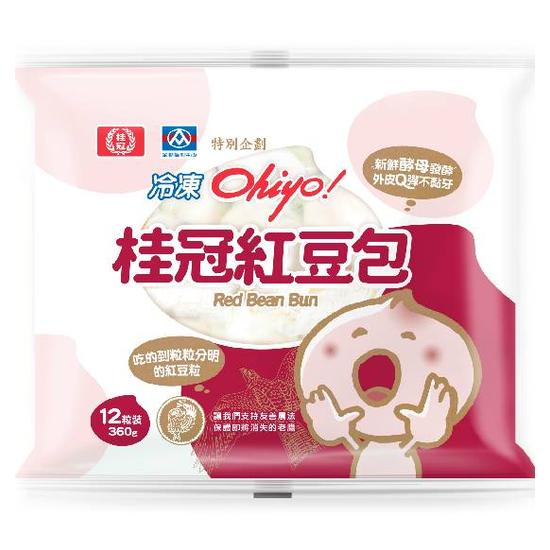 桂冠
特別企劃
冷凍 Ohiyo!
新鮮酵母發酵
外皮Q彈不黏牙
桂冠紅豆包
Red Bean Bun
吃的到粒粒分明
的紅豆粒
12粒裝
360g
讓我們支持友善農法
保護即將消失的老鷹